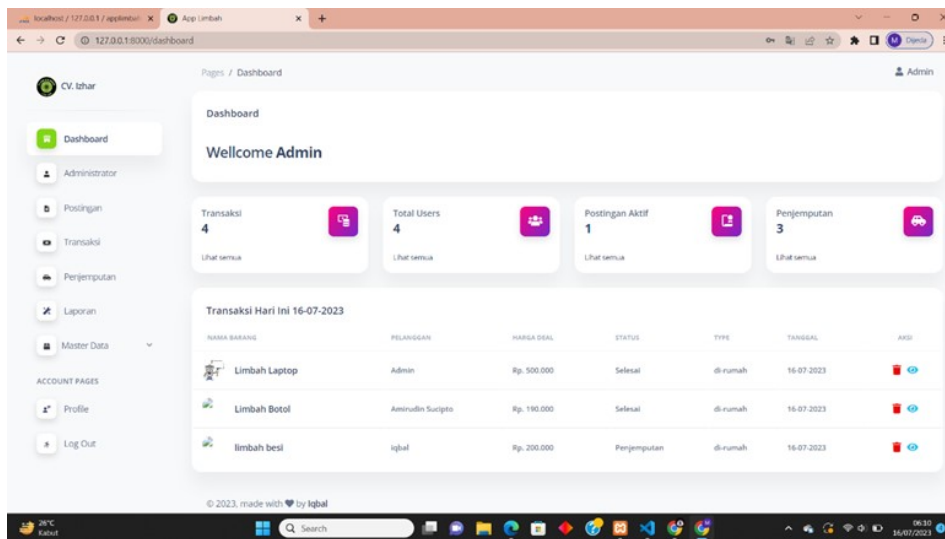 localhost / 127.0.0.1 / applimbah
App Limbah
127.0.0.1:8000/dashboard
M
Dijeda
CV. Izhar
Pages / Dashboard
Admin
Dashboard
Administrator
Postingan
Transaksi
Penjemputan
Laporan
Master Data
ACCOUNT PAGES
Profile
Log Out
Dashboard
Wellcome Admin
Transaksi
4
Lihat semua
Total Users
4
Lihat semua
Postingan Aktif
1
Lihat semua
Penjemputan
3
Lihat semua
Transaksi Hari Ini 16-07-2023
NAMA BARANG PELANGGAN HARGA DEAL STATUS TYPE TANGGAL AKSI
Limbah Laptop Admin Rp. 500.000 Selesai di-rumah 16-07-2023
Limbah Botol Amirudin Sucipto Rp. 190.000 Selesai di-rumah 16-07-2023
limbah besi iqbal Rp. 200.000 Penjemputan di-rumah 16-07-2023
© 2023, made with by Iqbal
26°C
Kabut
Search
06:10
16/07/2023